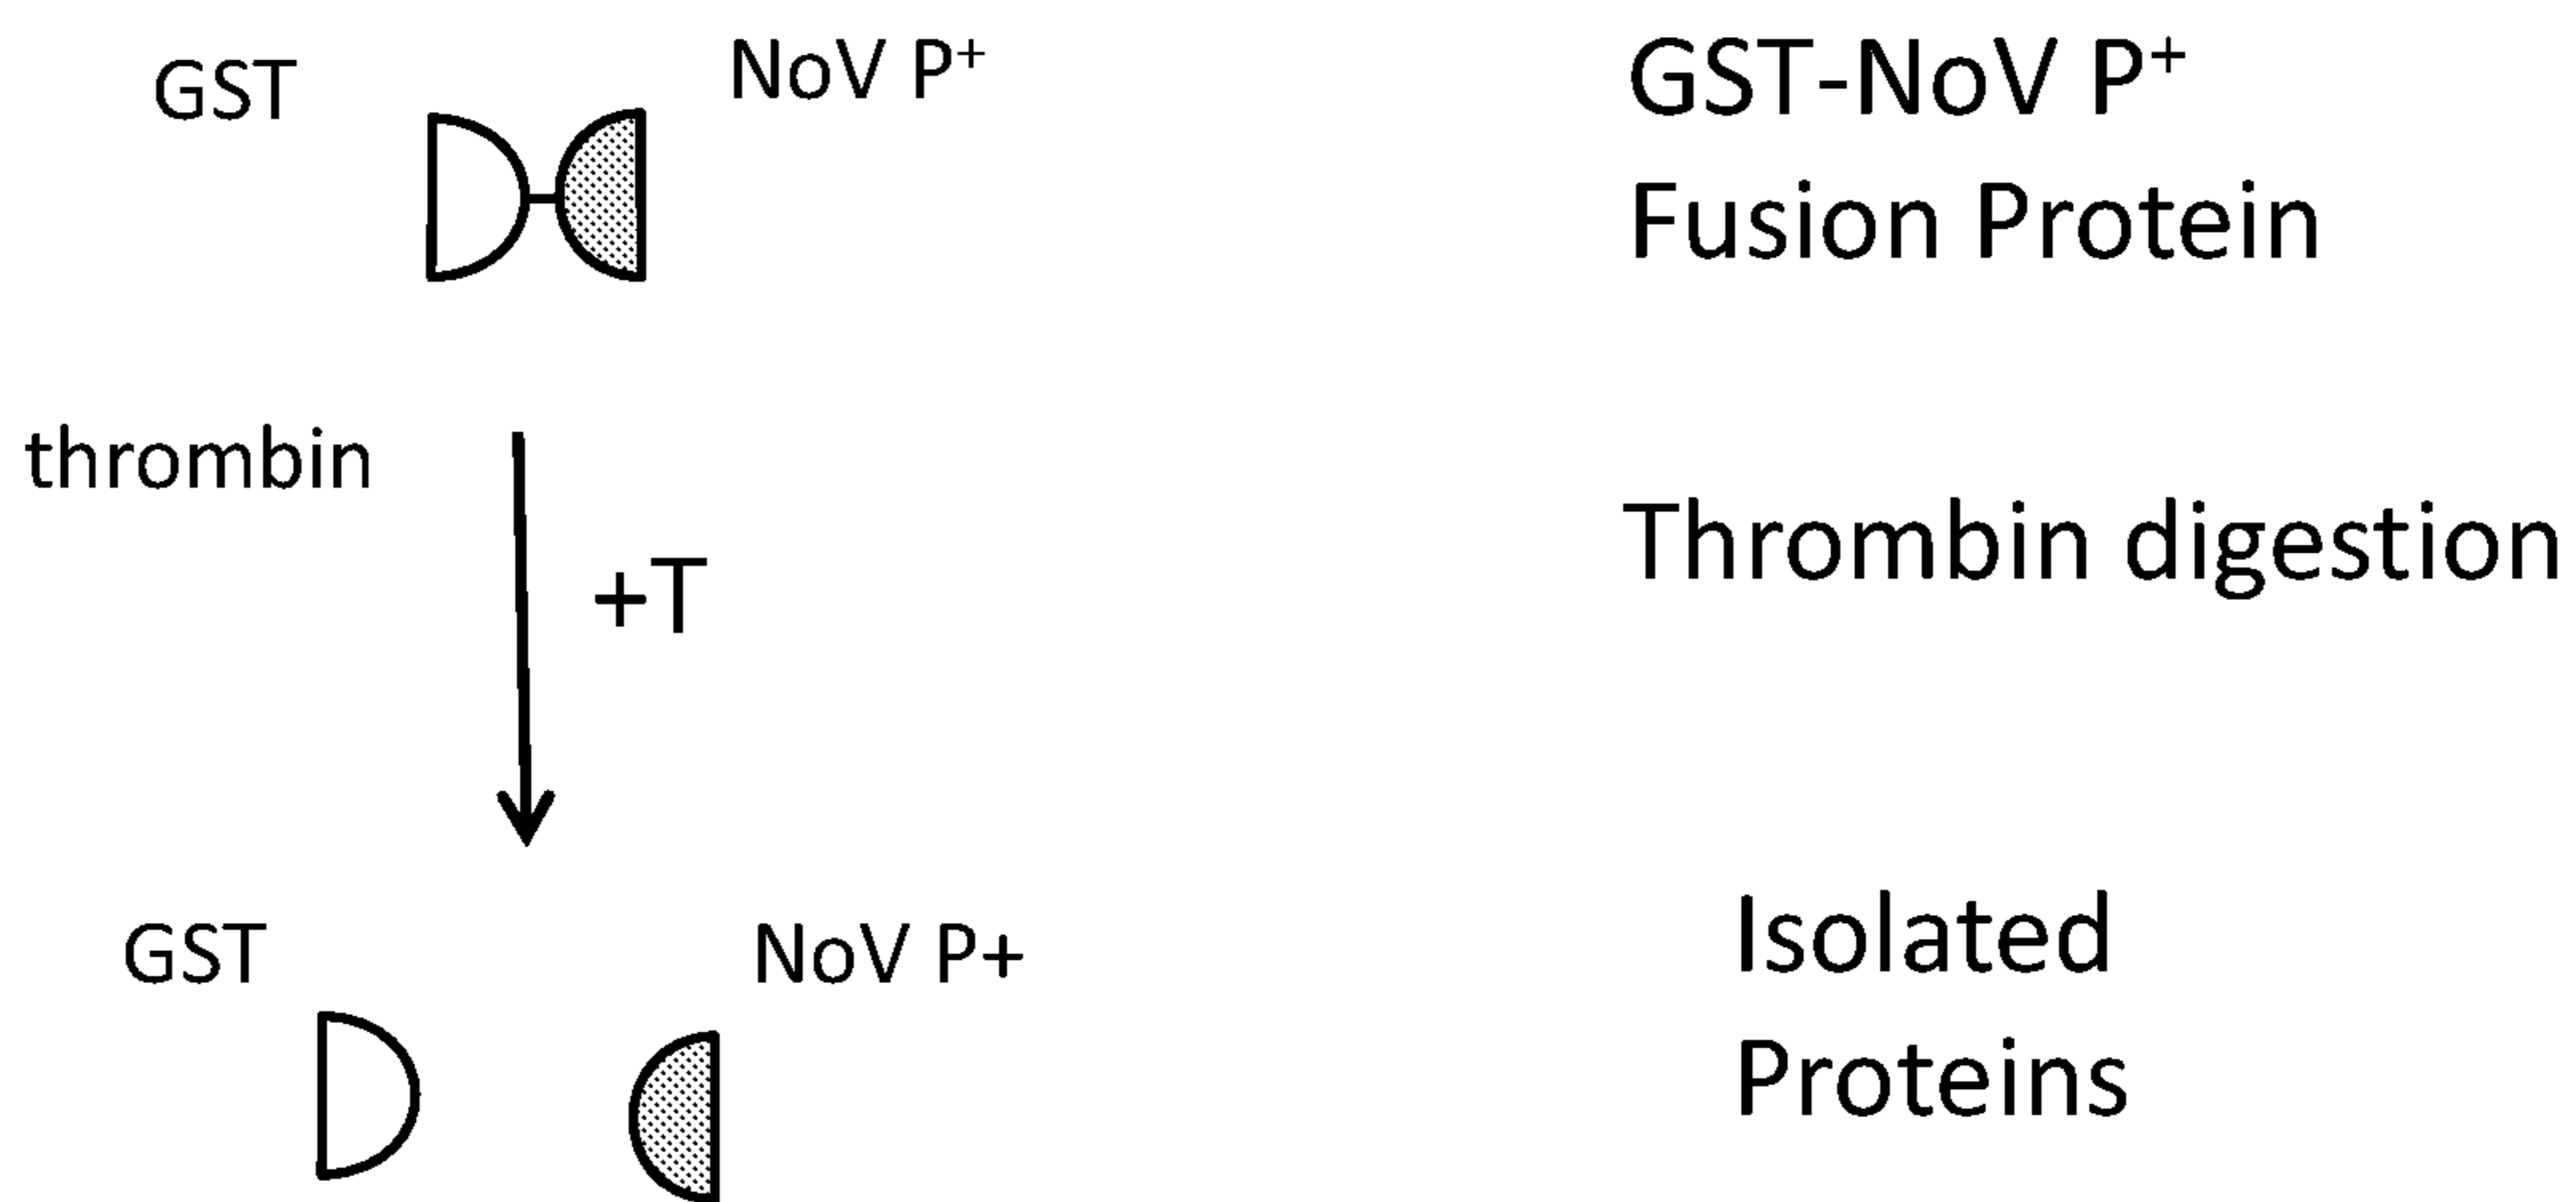 GST
NoV P⁺
GST-NoV P⁺
Fusion Protein
thrombin
+T
Thrombin digestion
GST
NoV P+
Isolated
Proteins